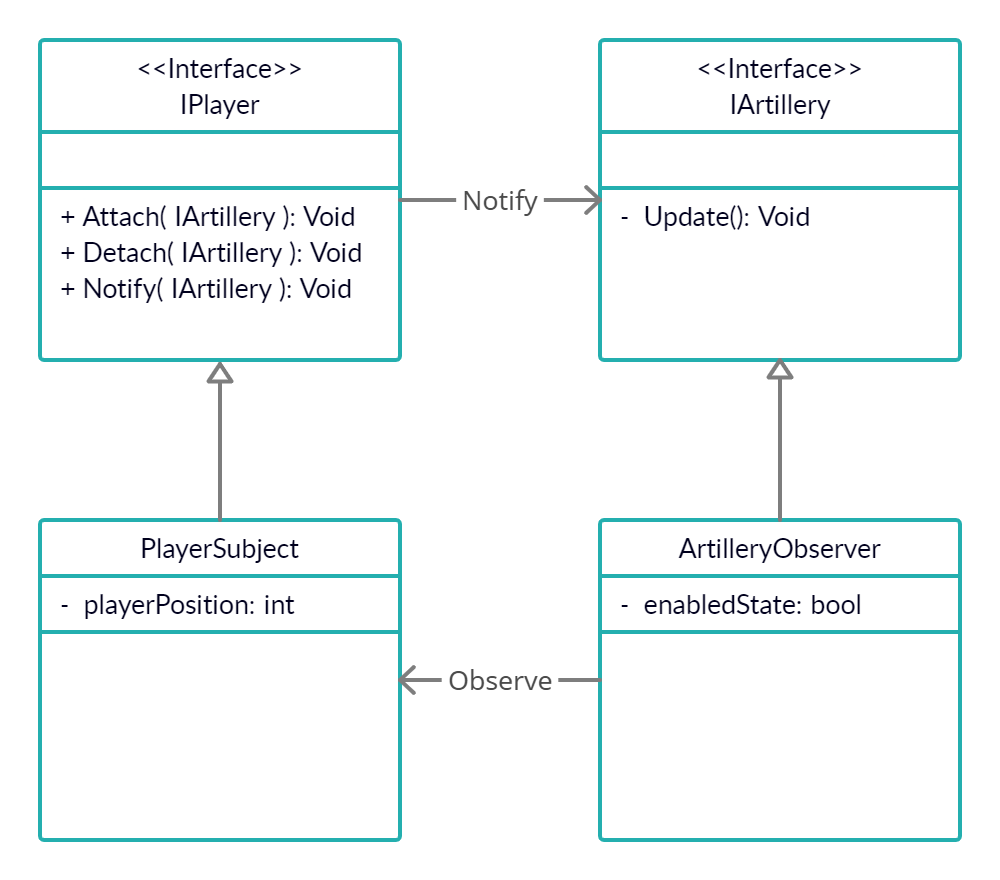 <<Interface>>
IPlayer
+ Attach( IArtillery ): Void
+ Detach( IArtillery ): Void
+ Notify( IArtillery ): Void
Notify
<<Interface>>
IArtillery
- Update(): Void
PlayerSubject
- playerPosition: int
Observe
ArtilleryObserver
- enabledState: bool